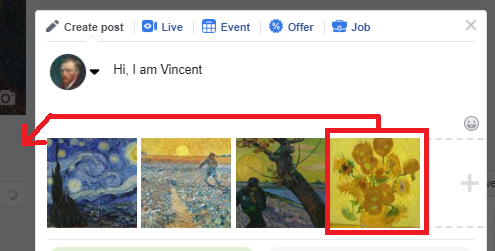 Create post Live Event Offer Job
Hi, I am Vincent